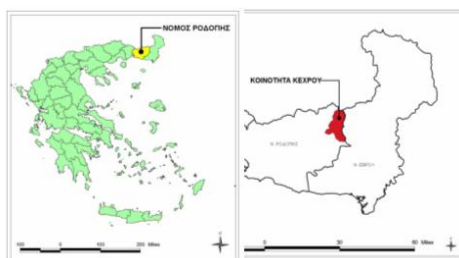 ΝΟΜΟΣ ΡΟΔΟΠΗΣ
100 0 100 200 Miles
ΚΟΙΝΟΤΗΤΑ ΚΕΧΡΟΥ
Ν. ΡΟΔΟΠΗΣ
Ν. ΕΒΡΟΥ
0 30 60 Miles